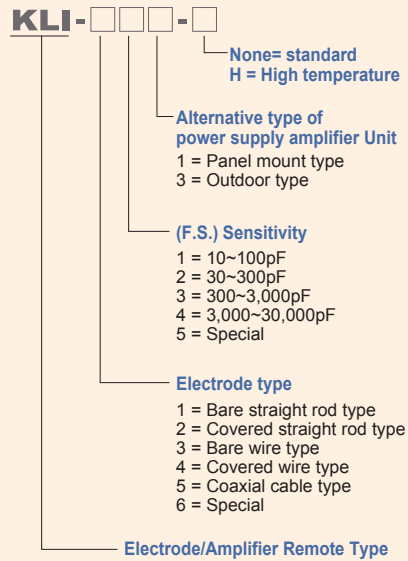 KLI-□□□-□
None= standard
H = High temperature
Alternative type of
power supply amplifier Unit
1 = Panel mount type
3 = Outdoor type
(F.S.) Sensitivity
1 = 10~100pF
2 = 30~300pF
3 = 300~3,000pF
4 = 3,000~30,000pF
5 = Special
Electrode type
1 = Bare straight rod type
2 = Covered straight rod type
3 = Bare wire type
4 = Covered wire type
5 = Coaxial cable type
6 = Special
Electrode/Amplifier Remote Type